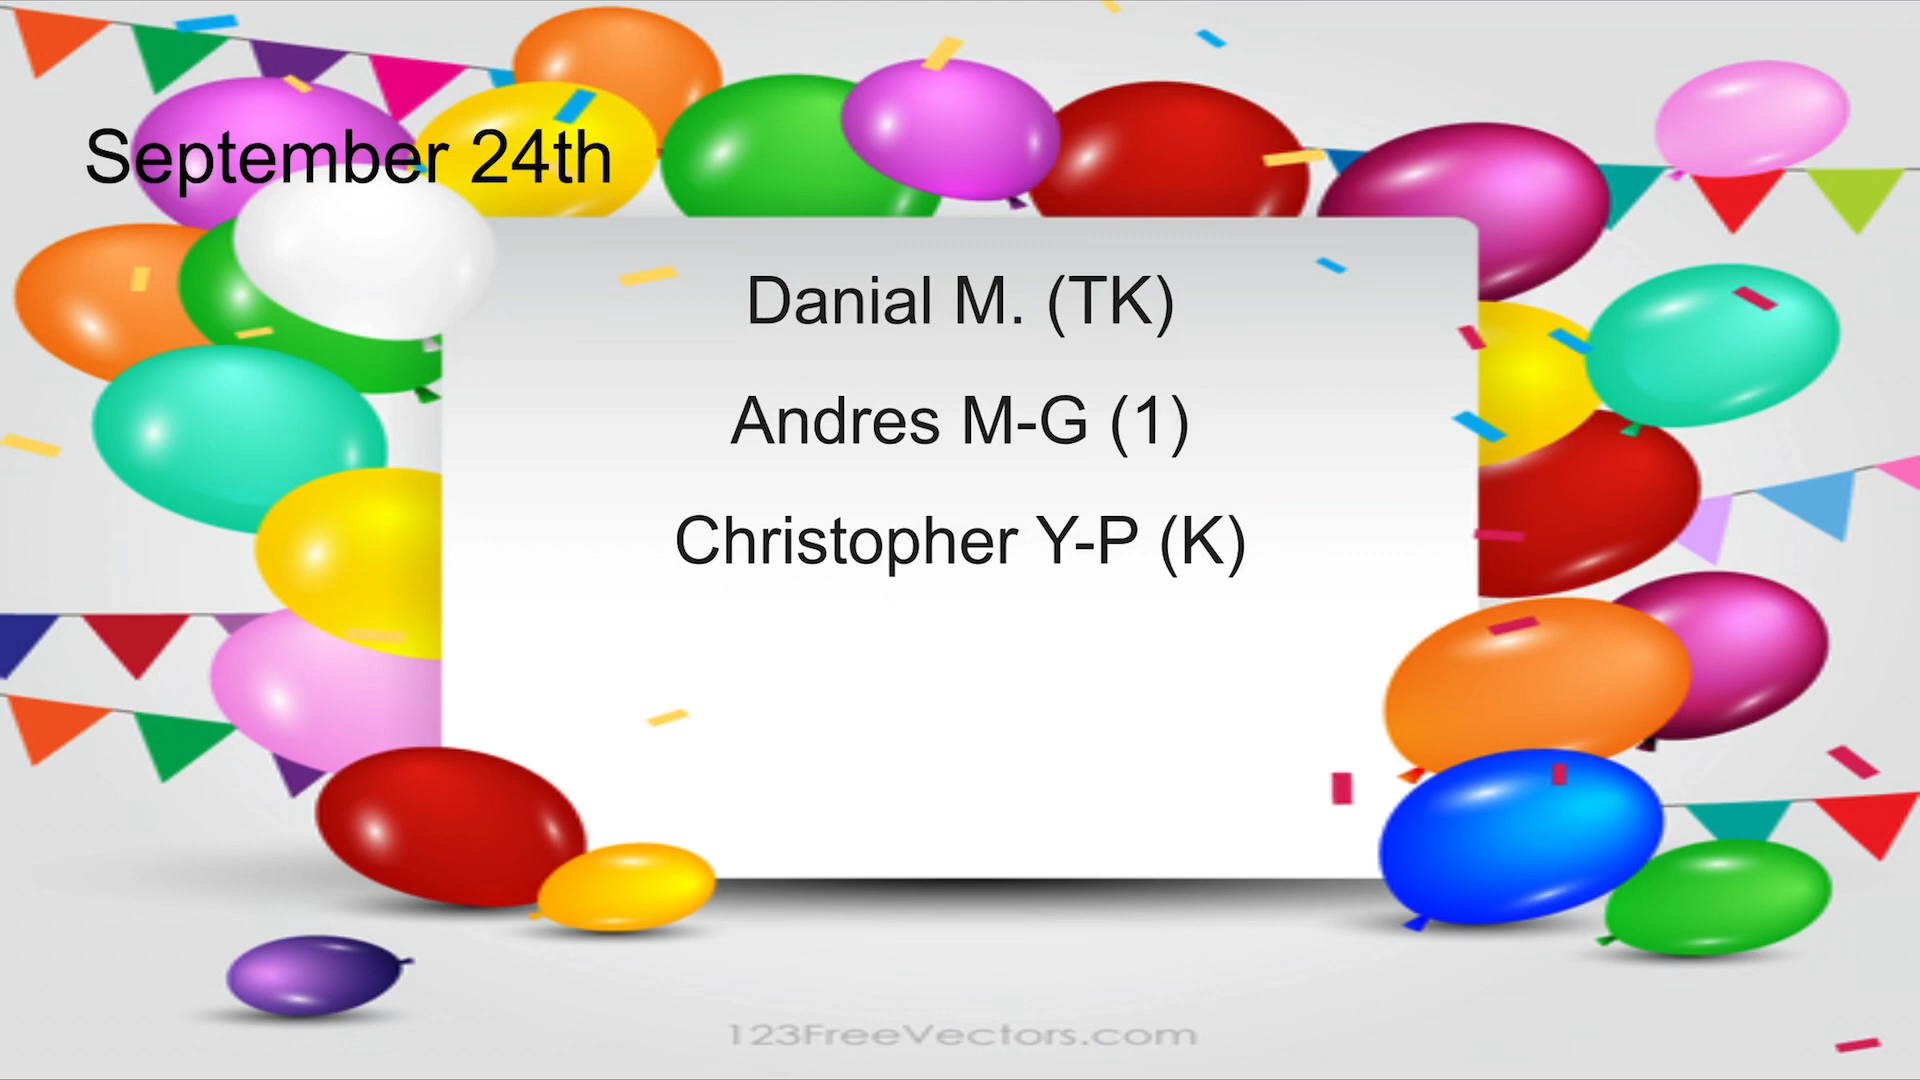 September 24th
Danial M. (TK)
Andres M-G (1)
Christopher Y-P (K)
123FreeVectors.com